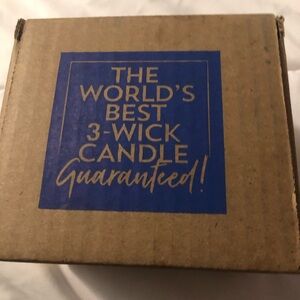 THE
WORLD'S
BEST
3-WICK
CANDLE
Guaranteed!